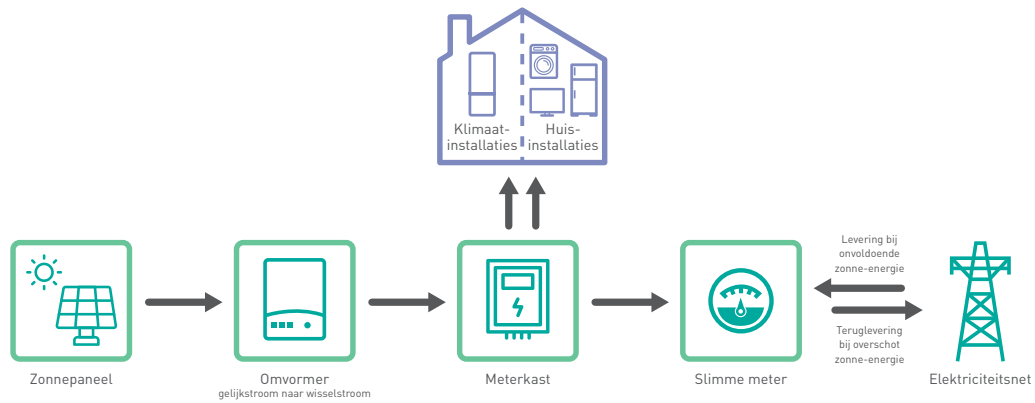 Klimaat-
installaties
Huis-
installaties
Levering bij
onvoldoende
zonne-energie
Teruglevering
bij overschot
zonne-energie
Zonnepaneel
Omvormer
gelijkstroom naar wisselstroom
Meterkast
Slimme meter
Elektriciteitsnet